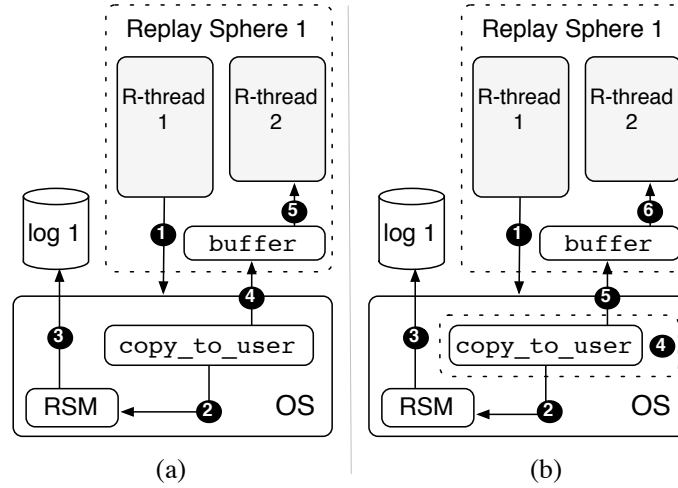 Replay Sphere 1
R-thread
1
R-thread
2
log 1
1
5
buffer
4
3
copy_to_user
2
RSM
OS
(a)
Replay Sphere 1
R-thread
1
R-thread
2
log 1
1
6
buffer
5
3
copy_to_user
4
2
RSM
OS
(b)